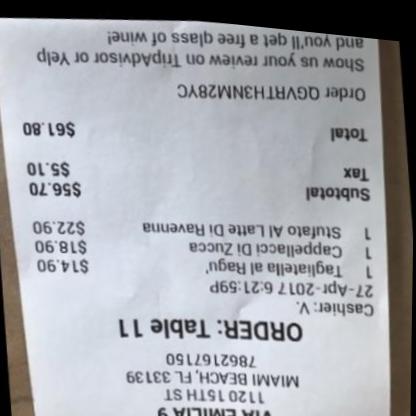 VIA EMILIA 9
1120 15TH ST
MIAMI BEACH, FL 33139
7862167150
ORDER: Table 11
Cashier: V.
27-Apr-2017 6:21:59P
1 Tagliatella al Ragu' $14.90
1 Cappellacci Di Zucca $18.90
1 Stufato Al Latte Di Ravenna $22.90
Subtotal $56.70
Tax $5.10
Total $61.80
Order QGVRTH3NM28YC
Show us your review on TripAdvisor or Yelp
and you'll get a free glass of wine!